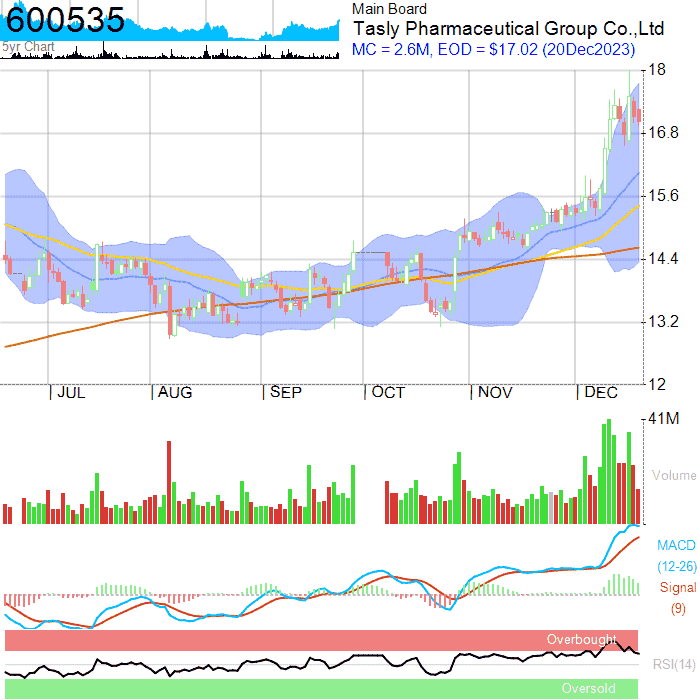 600535
5yr Chart
Main Board
Tasly Pharmaceutical Group Co.,Ltd
MC = 2.6M, EOD = $17.02 (20Dec2023)
18
16.8
15.6
14.4
13.2
12
JUL AUG SEP OCT NOV DEC
41M
Volume
MACD
(12-26)
Signal
(9)
Overbought
RSI(14)
Oversold